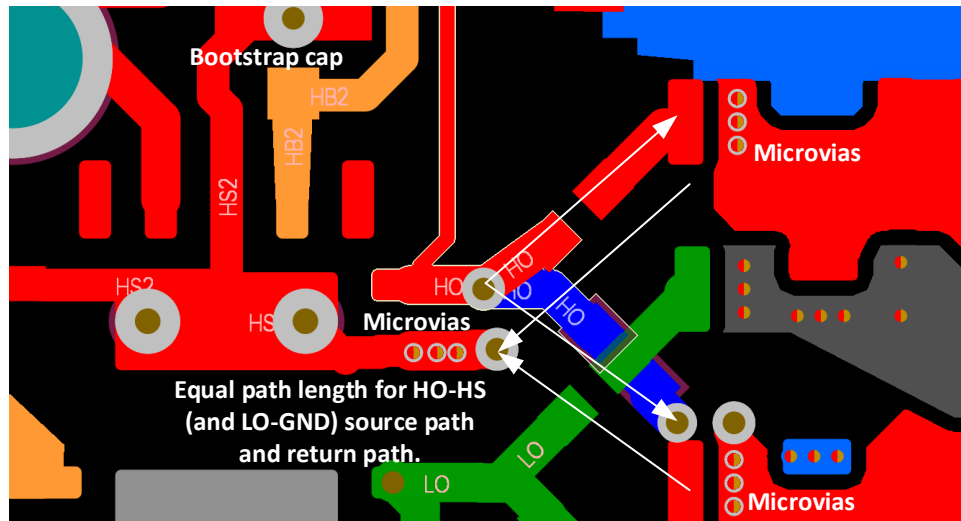 Bootstrap cap
HB2
HB2
HS2
Microvias
HO
HO
HO
HO
HS2
HS
Microvias
Equal path length for HO-HS
(and LO-GND) source path
and return path.
LO
LO
Microvias